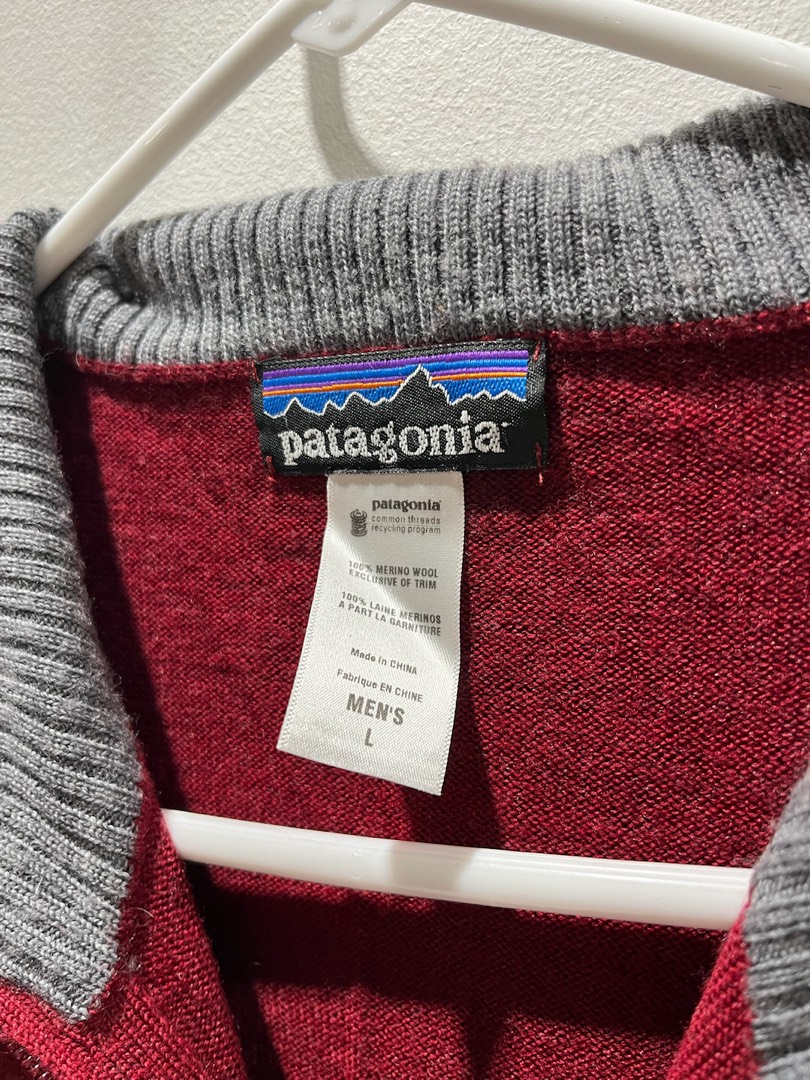 patagonia
patagonia
common threads
recycling program
100% MERINO WOOL
EXCLUSIVE OF TRIM
100% LAINE MERINOS
A PART LA GARNITURE
Made in CHINA
Fabrique EN CHINE
MEN'S
L